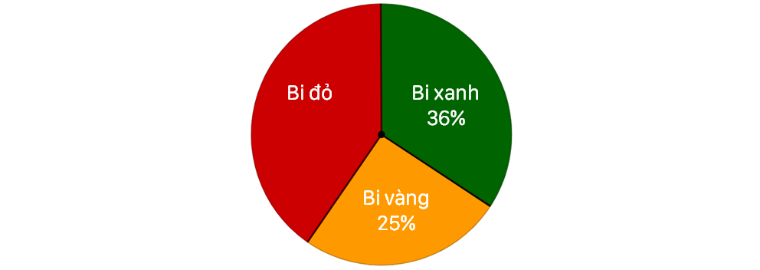 Bi đỏ
Bi xanh
36%
Bi vàng
25%